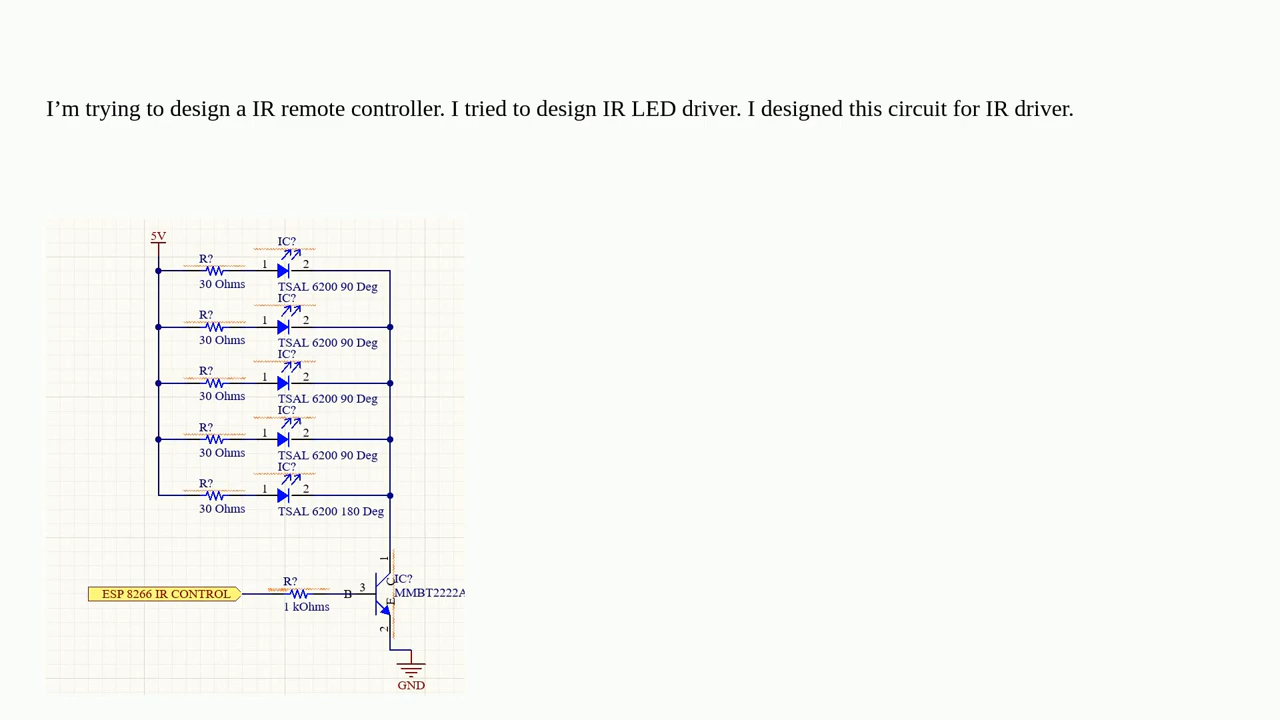 I'm trying to design a IR remote controller. I tried to design IR LED driver. I designed this circuit for IR driver.
5V
IC?
R?
1 2
30 Ohms
TSAL 6200 90 Deg
IC?
R?
1 2
30 Ohms
TSAL 6200 90 Deg
IC?
R?
1 2
30 Ohms
TSAL 6200 90 Deg
IC?
R?
1 2
30 Ohms
TSAL 6200 90 Deg
IC?
R?
1 2
30 Ohms
TSAL 6200 180 Deg
1
C
IC?
R?
ESP 8266 IR CONTROL
B 3
MMBT2222A
E
1 kOhms
2
GND